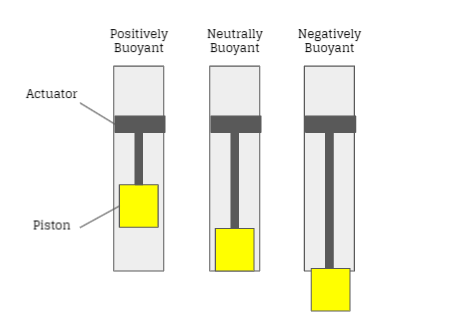 Positively
Buoyant
Neutrally
Buoyant
Negatively
Buoyant
Actuator
Piston